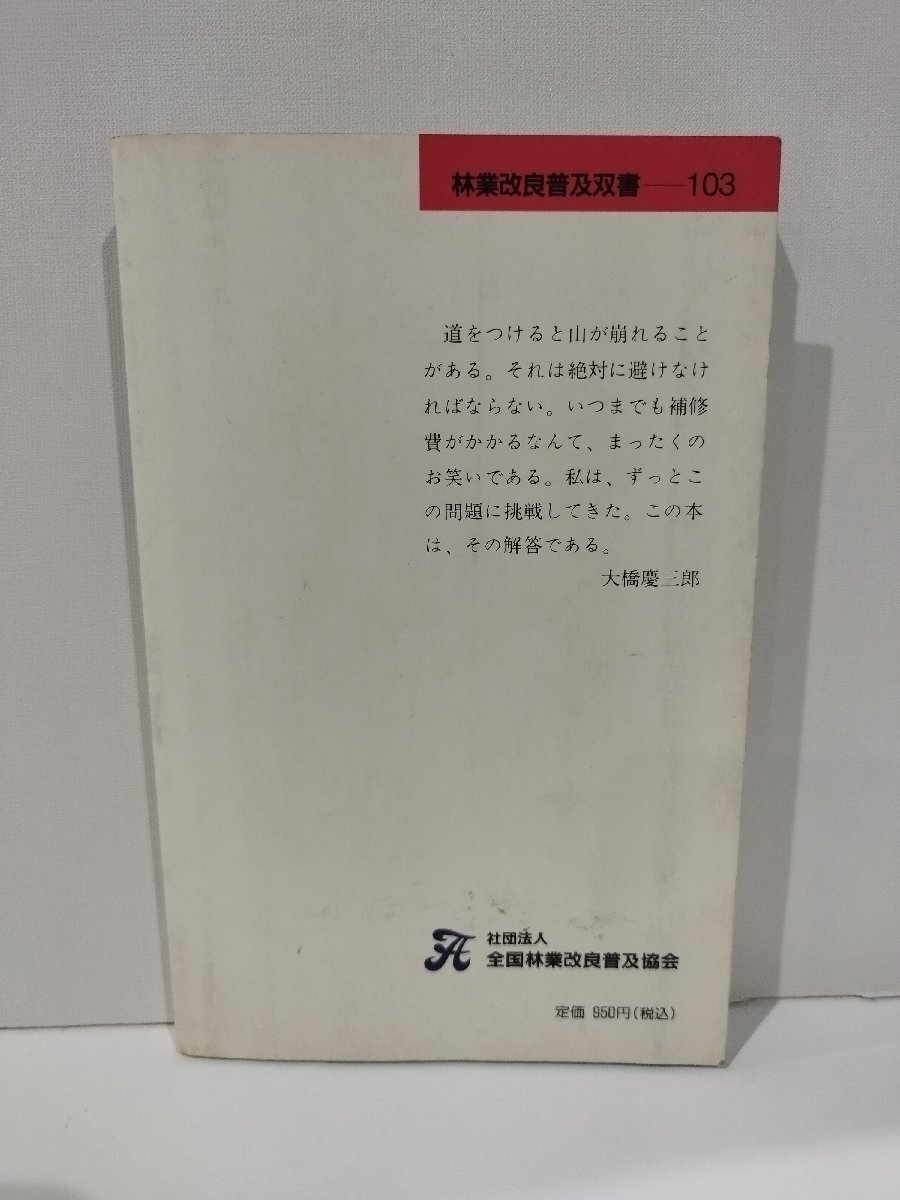 林業改良普及双書──103
道をつけると山が崩れること
がある。それは絶対に避けなけ
ればならない。いつまでも補修
費がかかるなんて、まったくの
お笑いである。私は、ずっとこ
の問題に挑戦してきた。この本
は、その解答である。
大橋慶三郎
社団法人
全国林業改良普及協会
定価 950円(税込)